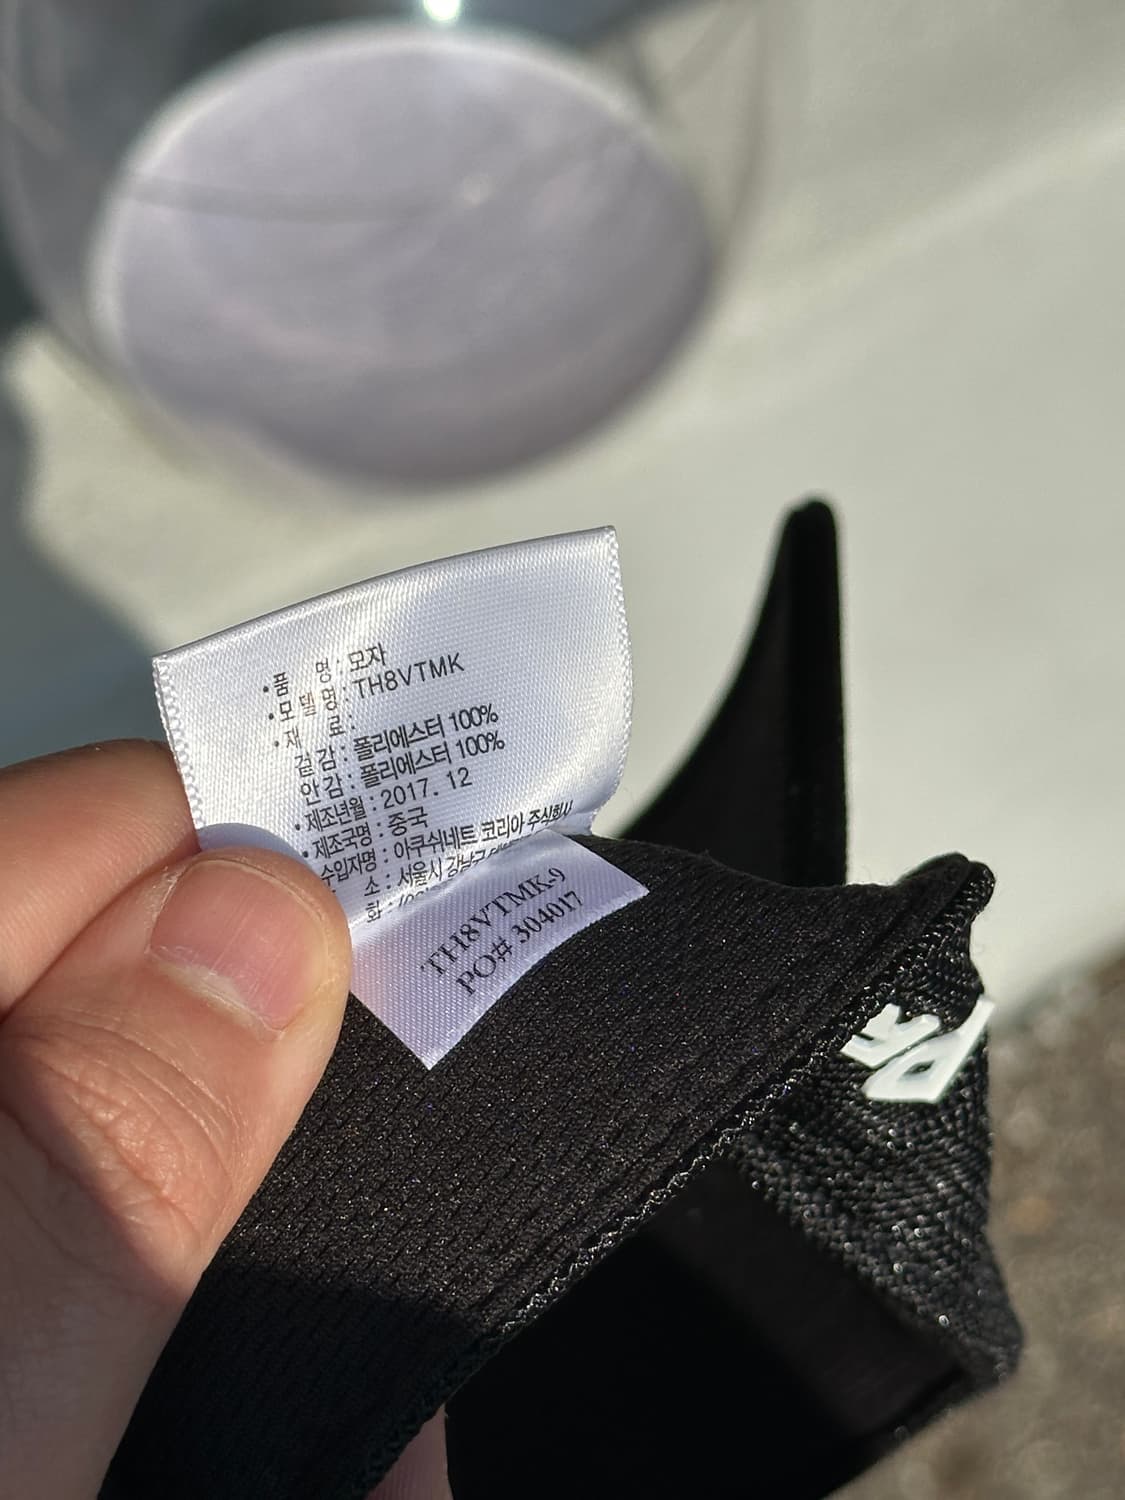 • 품 명 : 모자
• 모델명 : TH8VTMK
• 재 료 :
겉감 : 폴리에스터 100%
안감 : 폴리에스터 100%
• 제조년월 : 2017. 12
• 제조국명 : 중국
수입자명 : 아쿠쉬네트 코리아 주식회사
소 : 서울시 강남구
화 :
TH8VTMK-9
PO# 304017